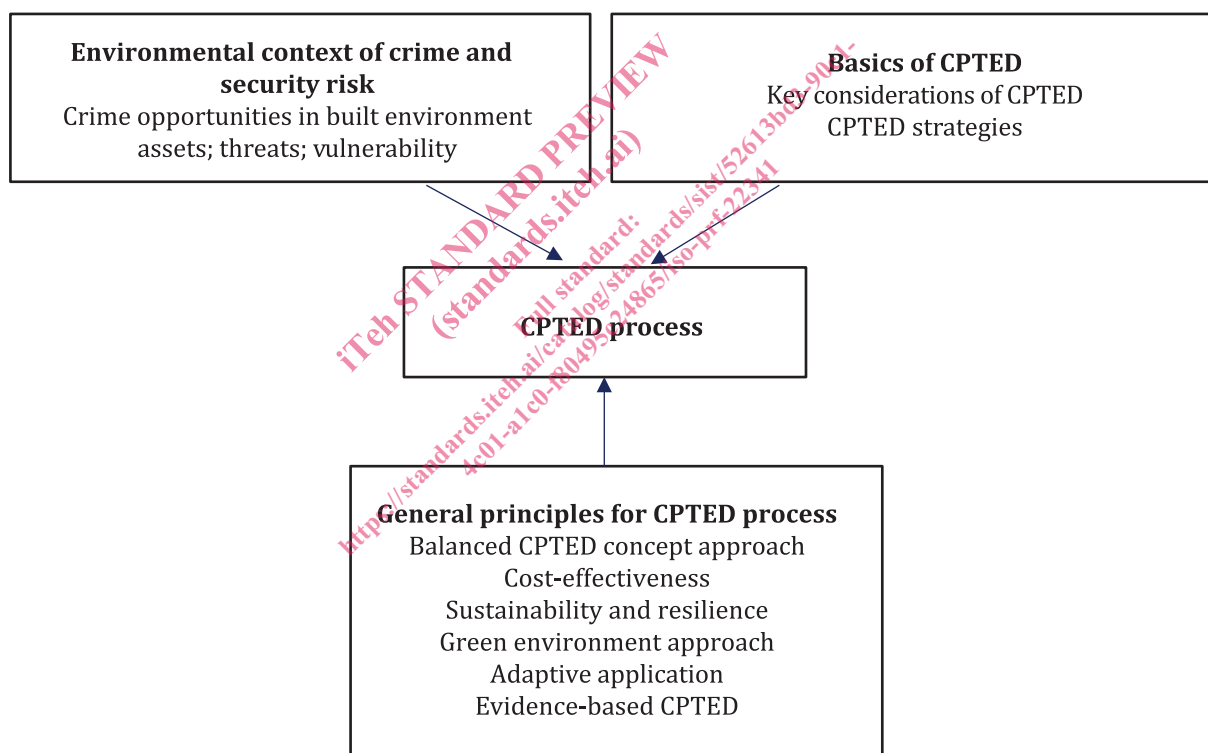 Environmental context of crime and
security risk
Crime opportunities in built environment
assets; threats; vulnerability
Basics of CPTED
Key considerations of CPTED
CPTED strategies
iTeh STANDARD PREVIEW
(standards.iteh.ai)
Full standard:
CPTED process
General principles for CPTED process
Balanced CPTED concept approach
Cost-effectiveness
Sustainability and resilience
Green environment approach
Adaptive application
Evidence-based CPTED